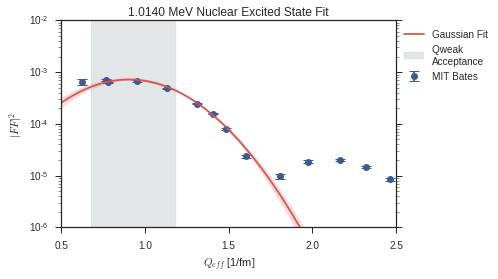 1.0140 MeV Nuclear Excited State Fit
10^-2
10^-3
10^-4
10^-5
10^-6
|FF|^2
0.5
1.0
1.5
2.0
2.5
Q_eff [1/fm]
Gaussian Fit
Qweak
Acceptance
MIT Bates